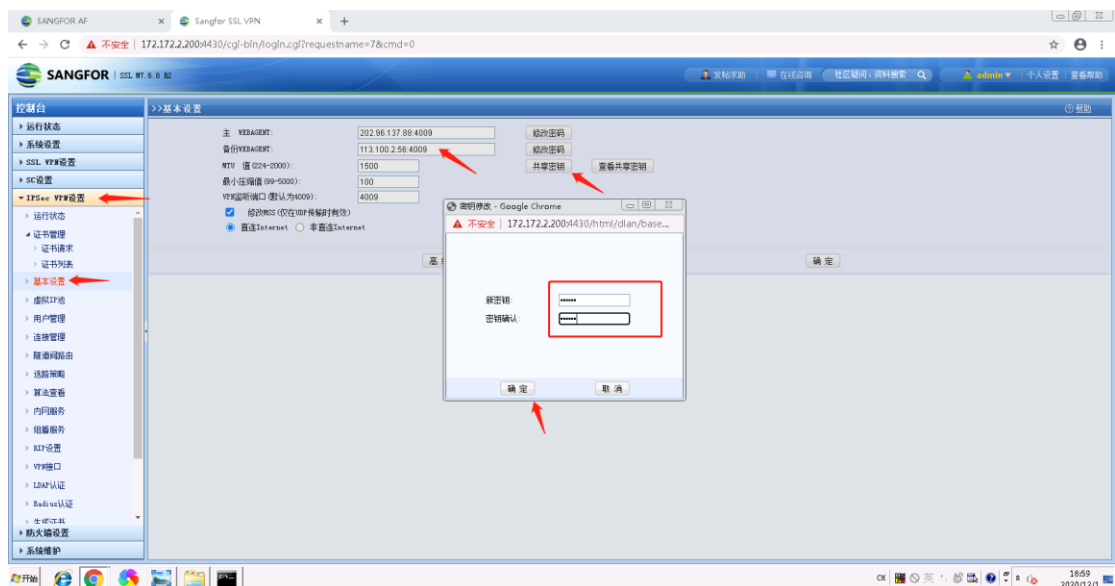 SANGFOR AF
Sangfor SSL VPN
不安全 | 172.172.2.200:4430/cgi-bin/login.cgi?requestname=7&cmd=0
SANGFOR | SSL M7.6.8 R2
发帖求助 在线咨询 社区疑问、资料搜索 admin 个人设置 查看帮助
控制台
>>基本设置
帮助
运行状态
系统设置
SSL VPN设置
SC设置
IPSec VPN设置
运行状态
证书管理
证书请求
证书列表
基本设置
虚拟IP池
用户管理
连接管理
隧道间路由
选路策略
算法查看
内网服务
组播服务
RIP设置
VPN接口
LDAP认证
Radius认证
生成证书
防火墙设置
系统维护
主 WEBAGENT: 202.96.137.88:4009 修改密码
备份WEBAGENT: 113.100.2.56:4009 修改密码
MTU 值(224-2000): 1500 共享密钥 查看共享密钥
最小压缩值(99-5000): 100
VPN监听端口(默认为4009): 4009
修改MSS(仅在UDP传输时有效)
直连Internet 非直连Internet
高
确定
密钥修改 - Google Chrome
不安全 | 172.172.2.200:4430/html/dlan/base...
新密钥:
密钥确认:
确定 取消
开始
CH 英
18:59
2020/12/1